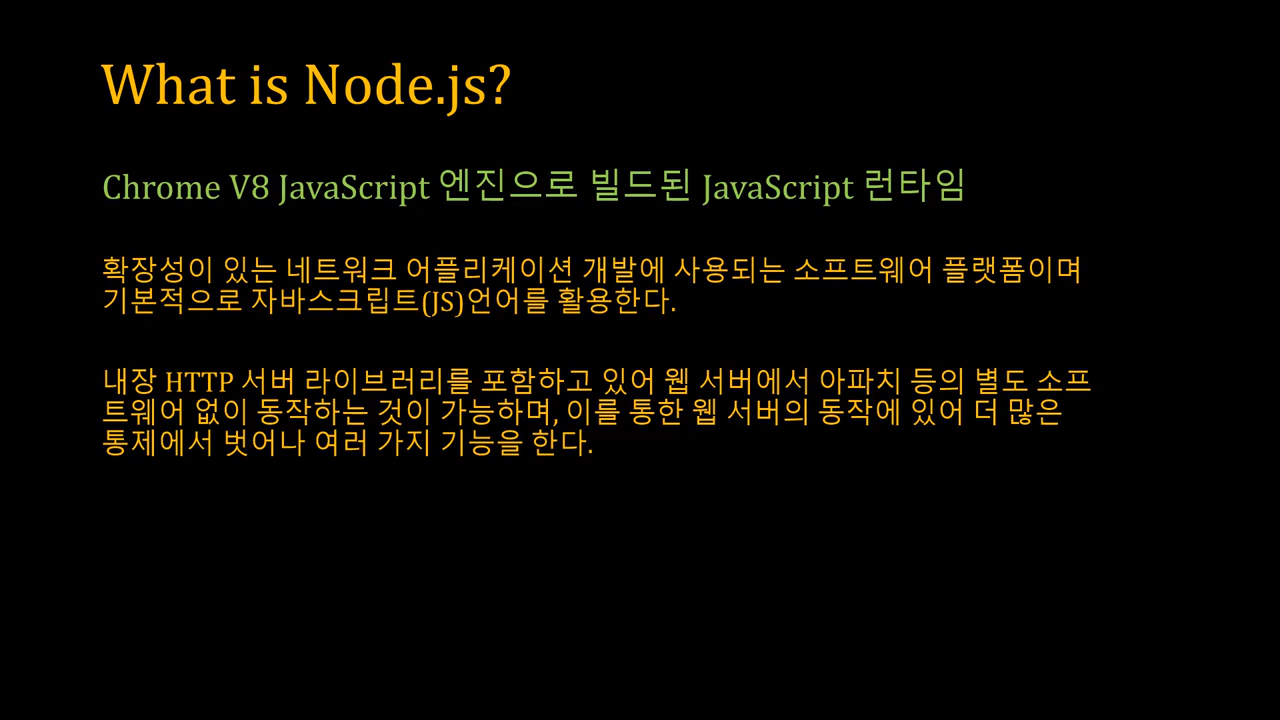 What is Node.js?
Chrome V8 JavaScript 엔진으로 빌드된 JavaScript 런타임
확장성이 있는 네트워크 어플리케이션 개발에 사용되는 소프트웨어 플랫폼이며
기본적으로 자바스크립트(JS)언어를 활용한다.
내장 HTTP 서버 라이브러리를 포함하고 있어 웹 서버에서 아파치 등의 별도 소프
트웨어 없이 동작하는 것이 가능하며, 이를 통한 웹 서버의 동작에 있어 더 많은
통제에서 벗어나 여러 가지 기능을 한다.